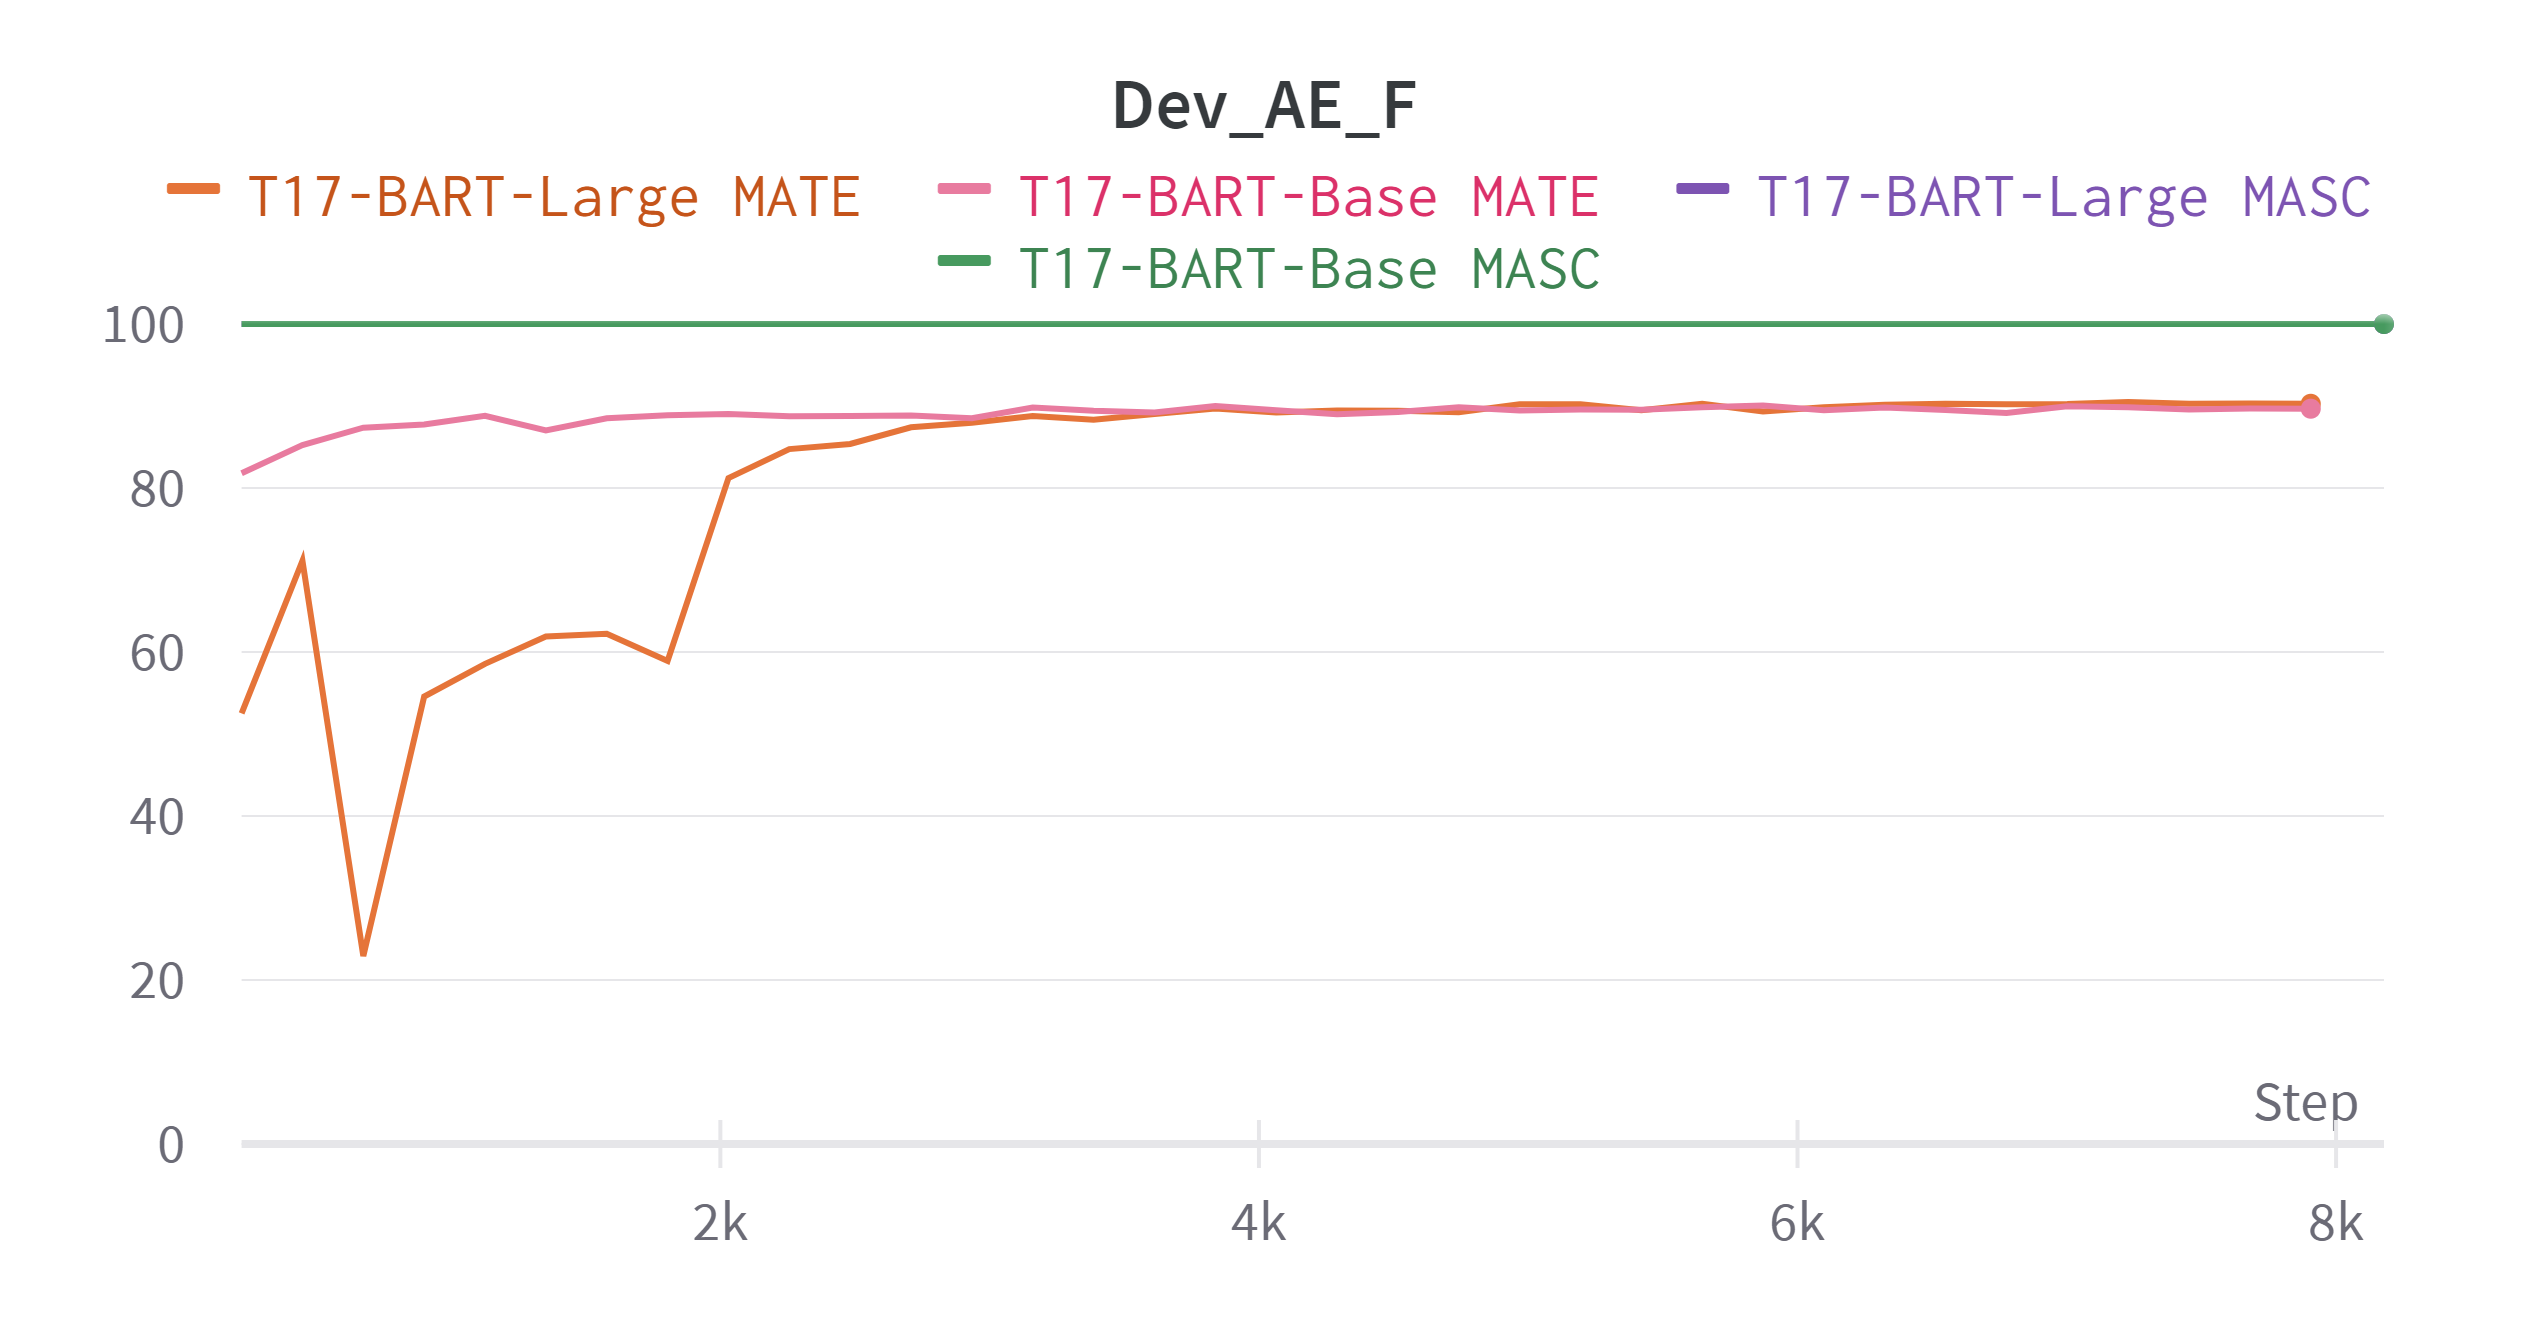 Dev_AE_F
T17-BART-Large MATE T17-BART-Base MATE T17-BART-Large MASC
T17-BART-Base MASC
100
80
60
40
20
0
Step
2k 4k 6k 8k